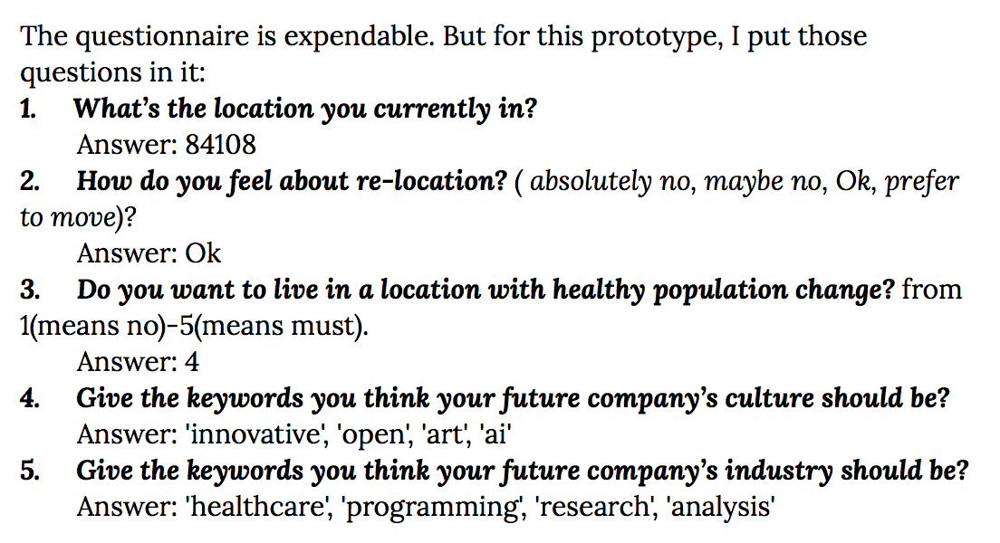 The questionnaire is expendable. But for this prototype, I put those
questions in it:
1. What's the location you currently in?
Answer: 84108
2. How do you feel about re-location? ( absolutely no, maybe no, Ok, prefer
to move)?
Answer: Ok
3. Do you want to live in a location with healthy population change? from
1(means no)-5(means must).
Answer: 4
4. Give the keywords you think your future company's culture should be?
Answer: 'innovative', 'open', 'art', 'ai'
5. Give the keywords you think your future company's industry should be?
Answer: 'healthcare', 'programming', 'research', 'analysis'